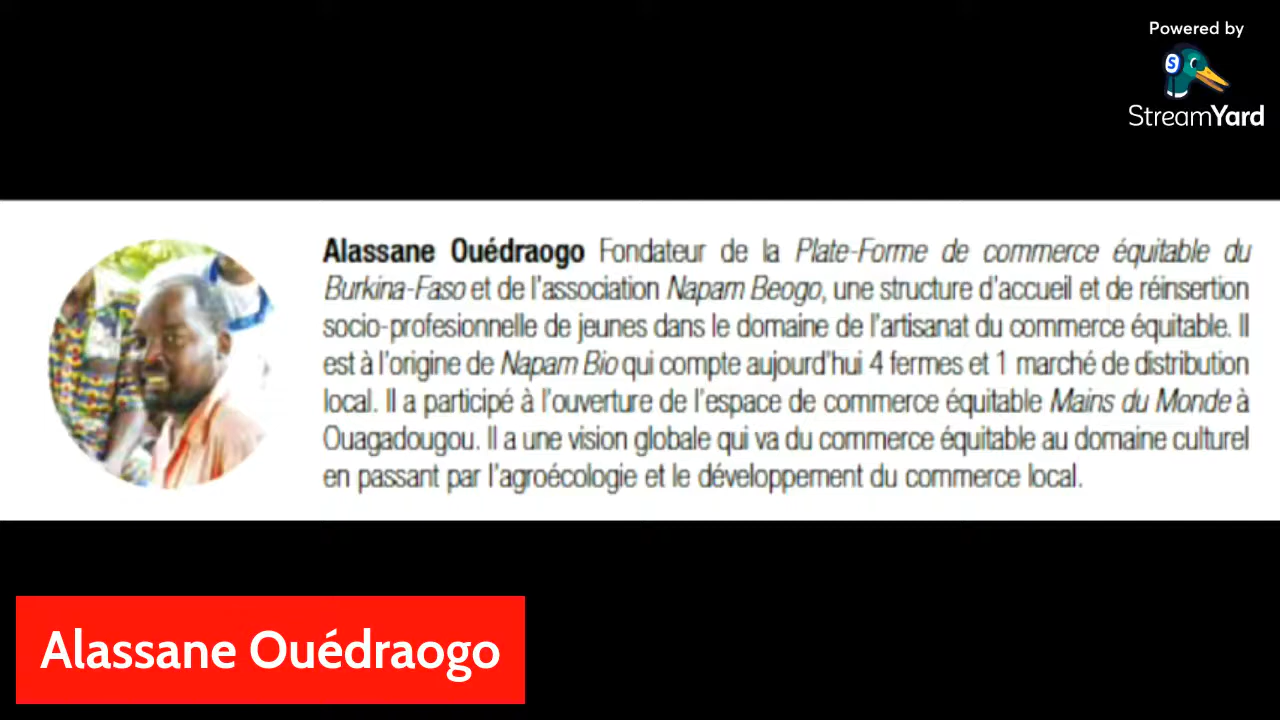 Powered by
S
StreamYard
Alassane Ouédraogo Fondateur de la Plate-Forme de commerce équitable du
Burkina-Faso et de l'association Napam Beogo, une structure d'accueil et de réinsertion
socio-profesionnelle de jeunes dans le domaine de l'artisanat du commerce équitable. Il
est à l'origine de Napam Bio qui compte aujourd'hui 4 fermes et 1 marché de distribution
local. Il a participé à l'ouverture de l'espace de commerce équitable Mains du Monde à
Ouagadougou. Il a une vision globale qui va du commerce équitable au domaine culturel
en passant par l'agroécologie et le développement du commerce local.
Alassane Ouédraogo